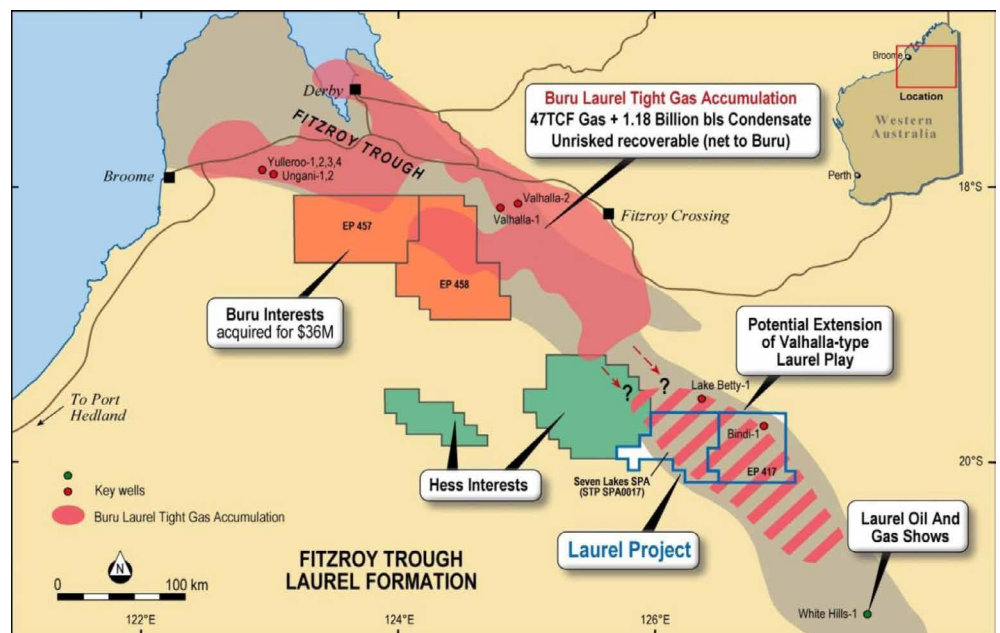 Derby
FITZROY TROUGH
Broome
Yulleroo-1,2,3,4
Ungani-1,2
Buru Laurel Tight Gas Accumulation
47TCF Gas + 1.18 Billion bls Condensate
Unrisked recoverable (net to Buru)
Broome
Location
Western
Australia
Perth
18°S
Valhalla-2
Valhalla-1
Fitzroy Crossing
EP 457
EP 458
Buru Interests
acquired for $36M
Potential Extension
of Valhalla-type
Laurel Play
?
?
Lake Betty-1
Bindi-1
EP 417
To Port
Hedland
Hess Interests
Seven Lakes SPA
(STP SPA0017)
20°S
Key wells
Buru Laurel Tight Gas Accumulation
Laurel Project
Laurel Oil And
Gas Shows
N
0
100 km
FITZROY TROUGH
LAUREL FORMATION
White Hills-1
122°E
124°E
126°E